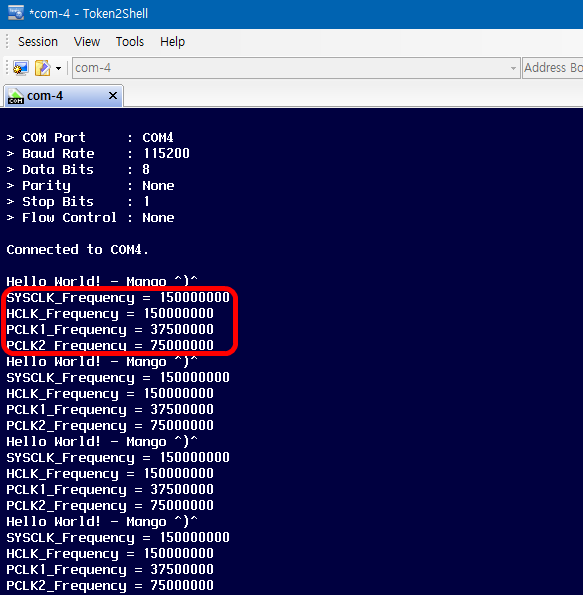 *com-4 - Token2Shell
Session View Tools Help
com-4 Address Bo
com-4
> COM Port : COM4
> Baud Rate : 115200
> Data Bits : 8
> Parity : None
> Stop Bits : 1
> Flow Control : None
Connected to COM4.
Hello World! - Mango ^)^
SYSCLK_Frequency = 150000000
HCLK_Frequency = 150000000
PCLK1_Frequency = 37500000
PCLK2_Frequency = 75000000
Hello World! - Mango ^)^
SYSCLK_Frequency = 150000000
HCLK_Frequency = 150000000
PCLK1_Frequency = 37500000
PCLK2_Frequency = 75000000
Hello World! - Mango ^)^
SYSCLK_Frequency = 150000000
HCLK_Frequency = 150000000
PCLK1_Frequency = 37500000
PCLK2_Frequency = 75000000
Hello World! - Mango ^)^
SYSCLK_Frequency = 150000000
HCLK_Frequency = 150000000
PCLK1_Frequency = 37500000
PCLK2_Frequency = 75000000